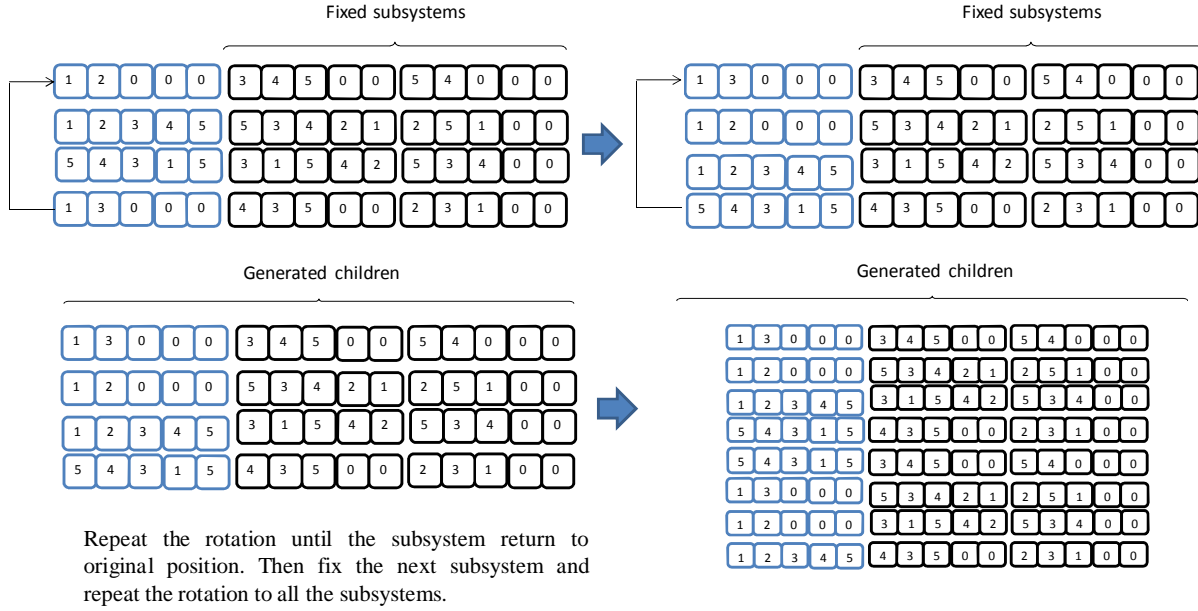 Fixed subsystems
1 2 0 0 0 3 4 5 0 0 5 4 0 0 0
1 2 3 4 5 5 3 4 2 1 2 5 1 0 0
5 4 3 1 5 3 1 5 4 2 5 3 4 0 0
1 3 0 0 0 4 3 5 0 0 2 3 1 0 0
Fixed subsystems
1 3 0 0 0 3 4 5 0 0 5 4 0 0 0
1 2 0 0 0 5 3 4 2 1 2 5 1 0 0
1 2 3 4 5 3 1 5 4 2 5 3 4 0 0
5 4 3 1 5 4 3 5 0 0 2 3 1 0 0
Generated children
1 3 0 0 0 3 4 5 0 0 5 4 0 0 0
1 2 0 0 0 5 3 4 2 1 2 5 1 0 0
1 2 3 4 5 3 1 5 4 2 5 3 4 0 0
5 4 3 1 5 4 3 5 0 0 2 3 1 0 0
Generated children
1 3 0 0 0 3 4 5 0 0 5 4 0 0 0
1 2 0 0 0 5 3 4 2 1 2 5 1 0 0
1 2 3 4 5 3 1 5 4 2 5 3 4 0 0
5 4 3 1 5 4 3 5 0 0 2 3 1 0 0
5 4 3 1 5 3 4 5 0 0 5 4 0 0 0
1 3 0 0 0 5 3 4 2 1 2 5 1 0 0
1 2 0 0 0 3 1 5 4 2 5 3 4 0 0
1 2 3 4 5 4 3 5 0 0 2 3 1 0 0
Repeat the rotation until the subsystem return to
original position. Then fix the next subsystem and
repeat the rotation to all the subsystems.